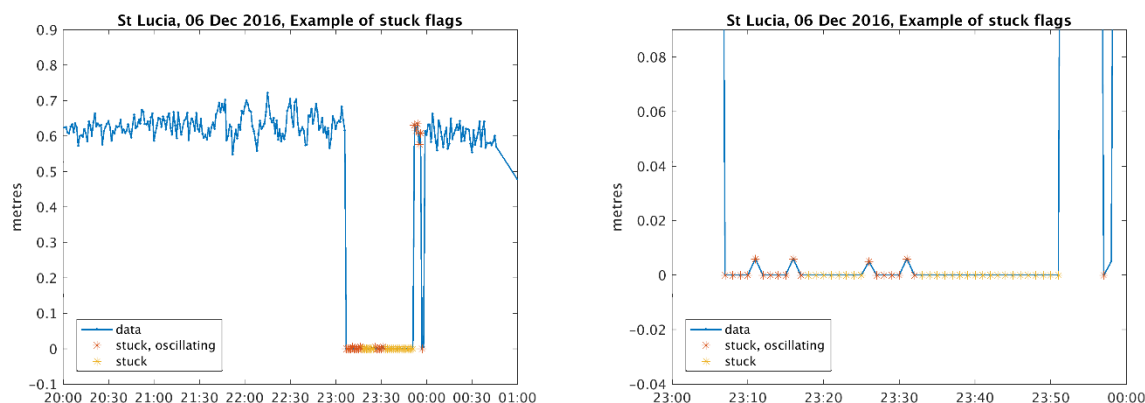 St Lucia, 06 Dec 2016, Example of stuck flags
0.9
0.8
0.7
0.6
0.5
0.4
0.3
0.2
0.1
0
-0.1
metres
data
stuck, oscillating
stuck
20:00 20:30 21:00 21:30 22:00 22:30 23:00 23:30 00:00 00:30 01:00
St Lucia, 06 Dec 2016, Example of stuck flags
0.08
0.06
0.04
0.02
0
-0.02
-0.04
metres
data
stuck, oscillating
stuck
23:00 23:10 23:20 23:30 23:40 23:50 00:00